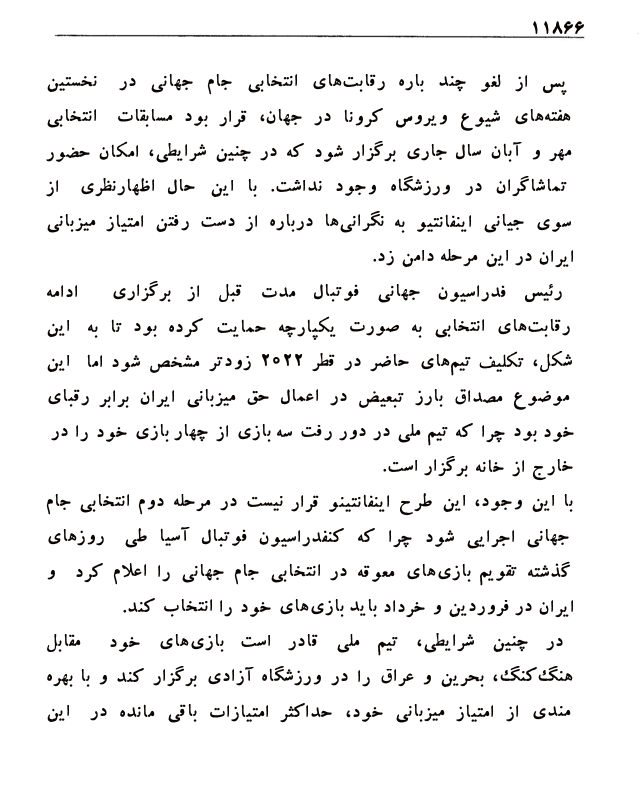 ۱۱۸۶۶
پس از لغو چند باره رقابت‌های انتخابی جام جهانی در نخستین
هفته‌های شیوع ویروس کرونا در جهان، قرار بود مسابقات انتخابی
مهر و آبان سال جاری برگزار شود که در چنین شرایطی، امکان حضور
تماشاگران در ورزشگاه وجود نداشت. با این حال اظهارنظری از
سوی جیانی اینفانتیو به نگرانی‌ها درباره از دست رفتن امتیاز میزبانی
ایران در این مرحله دامن زد.
رئیس فدراسیون جهانی فوتبال مدت قبل از برگزاری ادامه
رقابت‌های انتخابی به صورت یکپارچه حمایت کرده بود تا به این
شکل، تکلیف تیم‌های حاضر در قطر ۲۰۲۲ زودتر مشخص شود اما این
موضوع مصداق بارز تبعیض در اعمال حق میزبانی ایران برابر رقبای
خود بود چرا که تیم ملی در دور رفت سه بازی از چهار بازی خود را در
خارج از خانه برگزار است.
با این وجود، این طرح اینفانتینو قرار نیست در مرحله دوم انتخابی جام
جهانی اجرایی شود چرا که کنفدراسیون فوتبال آسیا طی روزهای
گذشته تقویم بازی‌های معوقه در انتخابی جام جهانی را اعلام کرد و
ایران در فروردین و خرداد باید بازی‌های خود را انتخاب کند.
در چنین شرایطی، تیم ملی قادر است بازی‌های خود مقابل
هنگ‌کنگ، بحرین و عراق را در ورزشگاه آزادی برگزار کند و با بهره
مندی از امتیاز میزبانی خود، حداکثر امتیازات باقی مانده در این